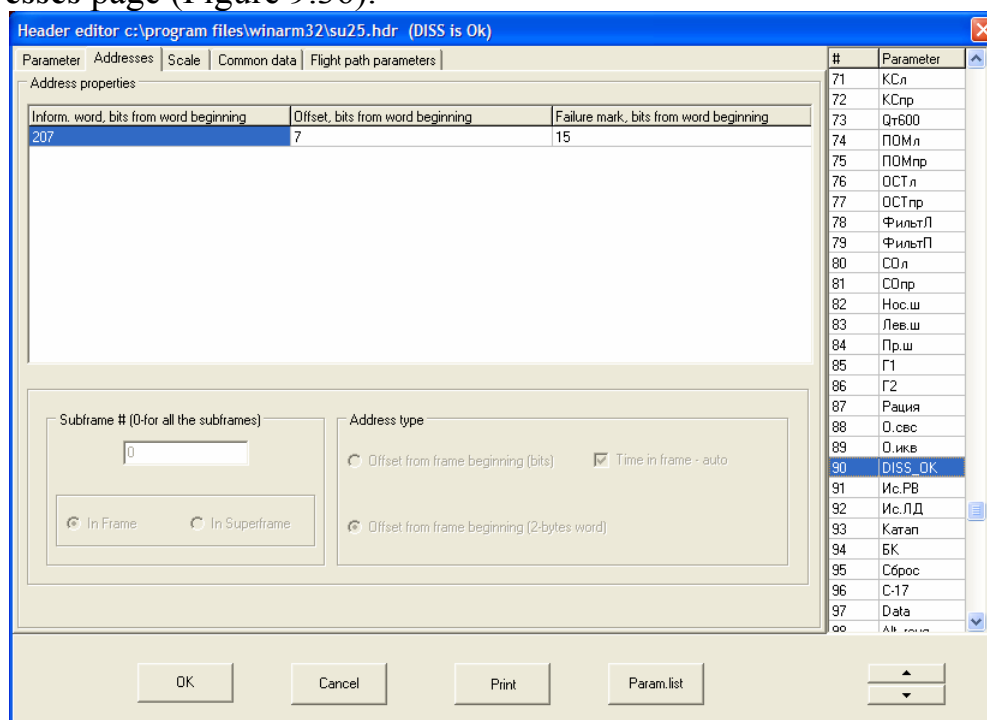 esses page (Figure 9.36).
Header editor c:\program files\winarm32\su25.hdr (DISS is Ok)
Parameter Addresses Scale Common data Flight path parameters
Address properties
Inform. word, bits from word beginning Offset, bits from word beginning Failure mark, bits from word beginning
207 7 15
Subframe # (0-for all the subframes)
0
In Frame In Superframe
Address type
Offset from frame beginning (bits) Time in frame - auto
Offset from frame beginning (2-bytes word)
# Parameter
71 КСл
72 КСпр
73 Qт600
74 ПОМл
75 ПОМпр
76 ОСТл
77 ОСТпр
78 ФильтЛ
79 ФильтП
80 СОл
81 СОпр
82 Нос.ш
83 Лев.ш
84 Пр.ш
85 Г1
86 Г2
87 Рация
88 О.свс
89 О.икв
90 DISS_OK
91 Ис.РВ
92 Ис.ЛД
93 Катап
94 БК
95 Сброс
96 С-17
97 Data
OK Cancel Print Param.list